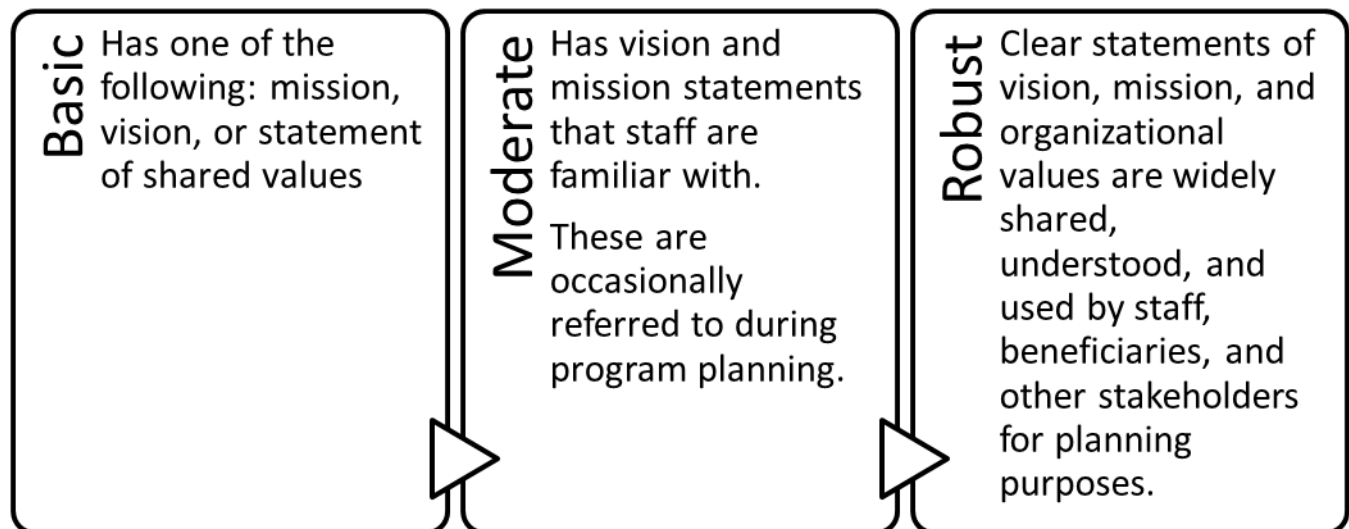 Basic
Has one of the
following: mission,
vision, or statement
of shared values
Moderate
Has vision and
mission statements
that staff are
familiar with.
These are
occasionally
referred to during
program planning.
Robust
Clear statements of
vision, mission, and
organizational
values are widely
shared,
understood, and
used by staff,
beneficiaries, and
other stakeholders
for planning
purposes.